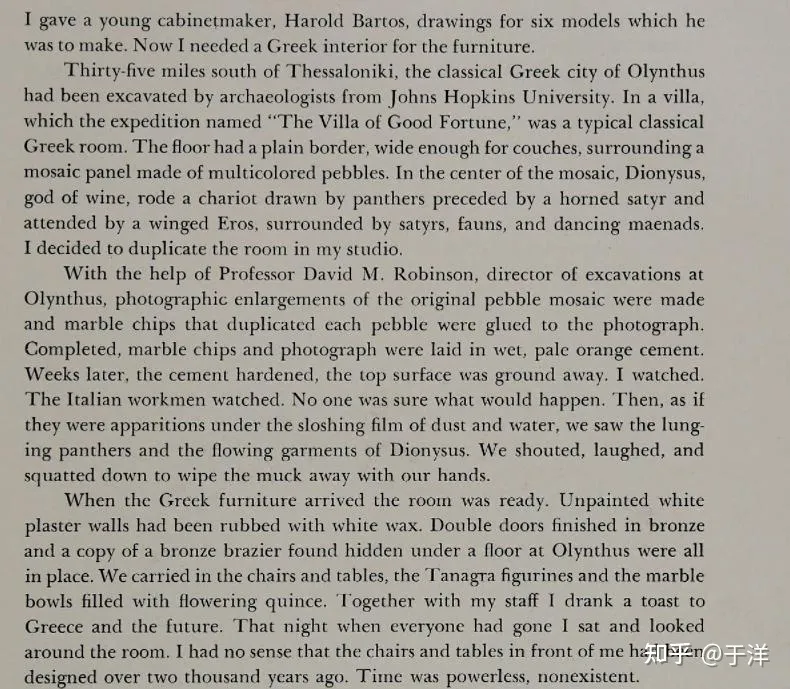 I gave a young cabinetmaker, Harold Bartos, drawings for six models which he
was to make. Now I needed a Greek interior for the furniture.
Thirty-five miles south of Thessaloniki, the classical Greek city of Olynthus
had been excavated by archaeologists from Johns Hopkins University. In a villa,
which the expedition named “The Villa of Good Fortune,” was a typical classical
Greek room. The floor had a plain border, wide enough for couches, surrounding a
mosaic panel made of multicolored pebbles. In the center of the mosaic, Dionysus,
god of wine, rode a chariot drawn by panthers preceded by a horned satyr and
attended by a winged Eros, surrounded by satyrs, fauns, and dancing maenads.
I decided to duplicate the room in my studio.
With the help of Professor David M. Robinson, director of excavations at
Olynthus, photographic enlargements of the original pebble mosaic were made
and marble chips that duplicated each pebble were glued to the photograph.
Completed, marble chips and photograph were laid in wet, pale orange cement.
Weeks later, the cement hardened, the top surface was ground away. I watched.
The Italian workmen watched. No one was sure what would happen. Then, as if
they were apparitions under the sloshing film of dust and water, we saw the lung-
ing panthers and the flowing garments of Dionysus. We shouted, laughed, and
squatted down to wipe the muck away with our hands.
When the Greek furniture arrived the room was ready. Unpainted white
plaster walls had been rubbed with white wax. Double doors finished in bronze
and a copy of a bronze brazier found hidden under a floor at Olynthus were all
in place. We carried in the chairs and tables, the Tanagra figurines and the marble
bowls filled with flowering quince. Together with my staff I drank a toast to
Greece and the future. That night when everyone had gone I sat and looked
around the room. I had no sense that the chairs and tables in front of me had been
designed over two thousand years ago. Time was powerless, nonexistent.
知乎 @于洋